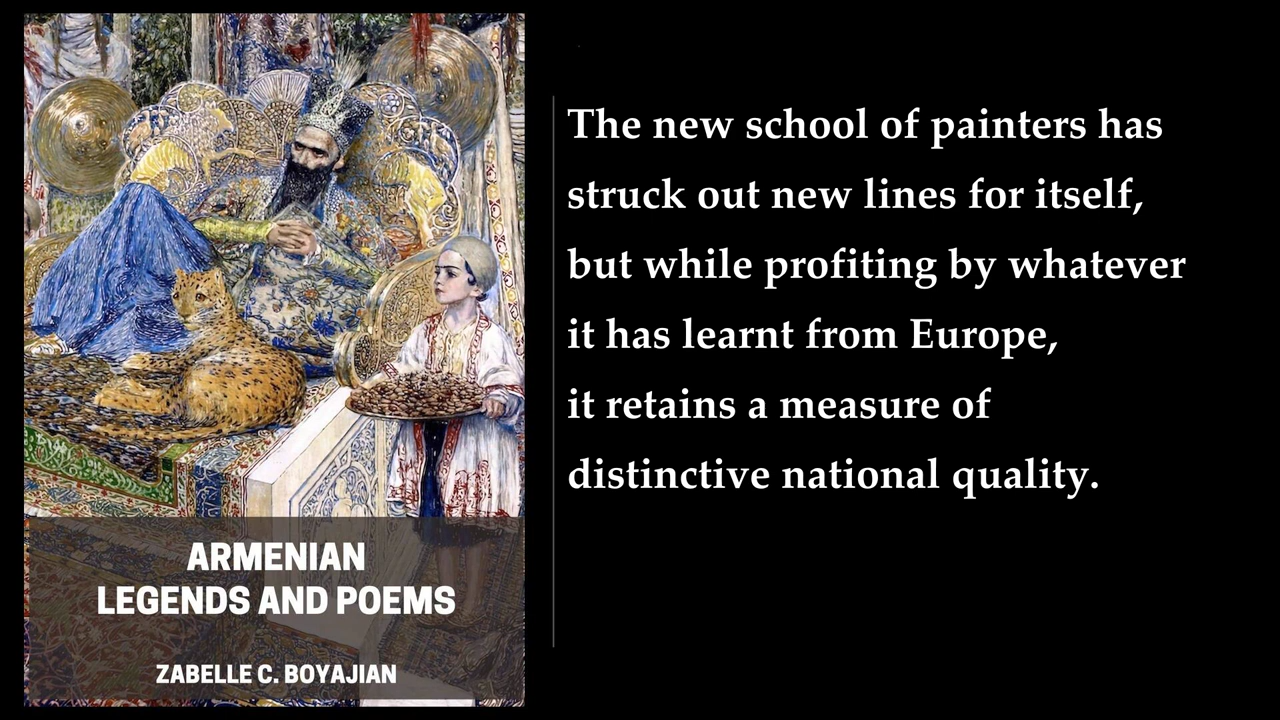 ARMENIAN
LEGENDS AND POEMS
ZABELLE C. BOYAJIAN
The new school of painters has
struck out new lines for itself,
but while profiting by whatever
it has learnt from Europe,
it retains a measure of
distinctive national quality.